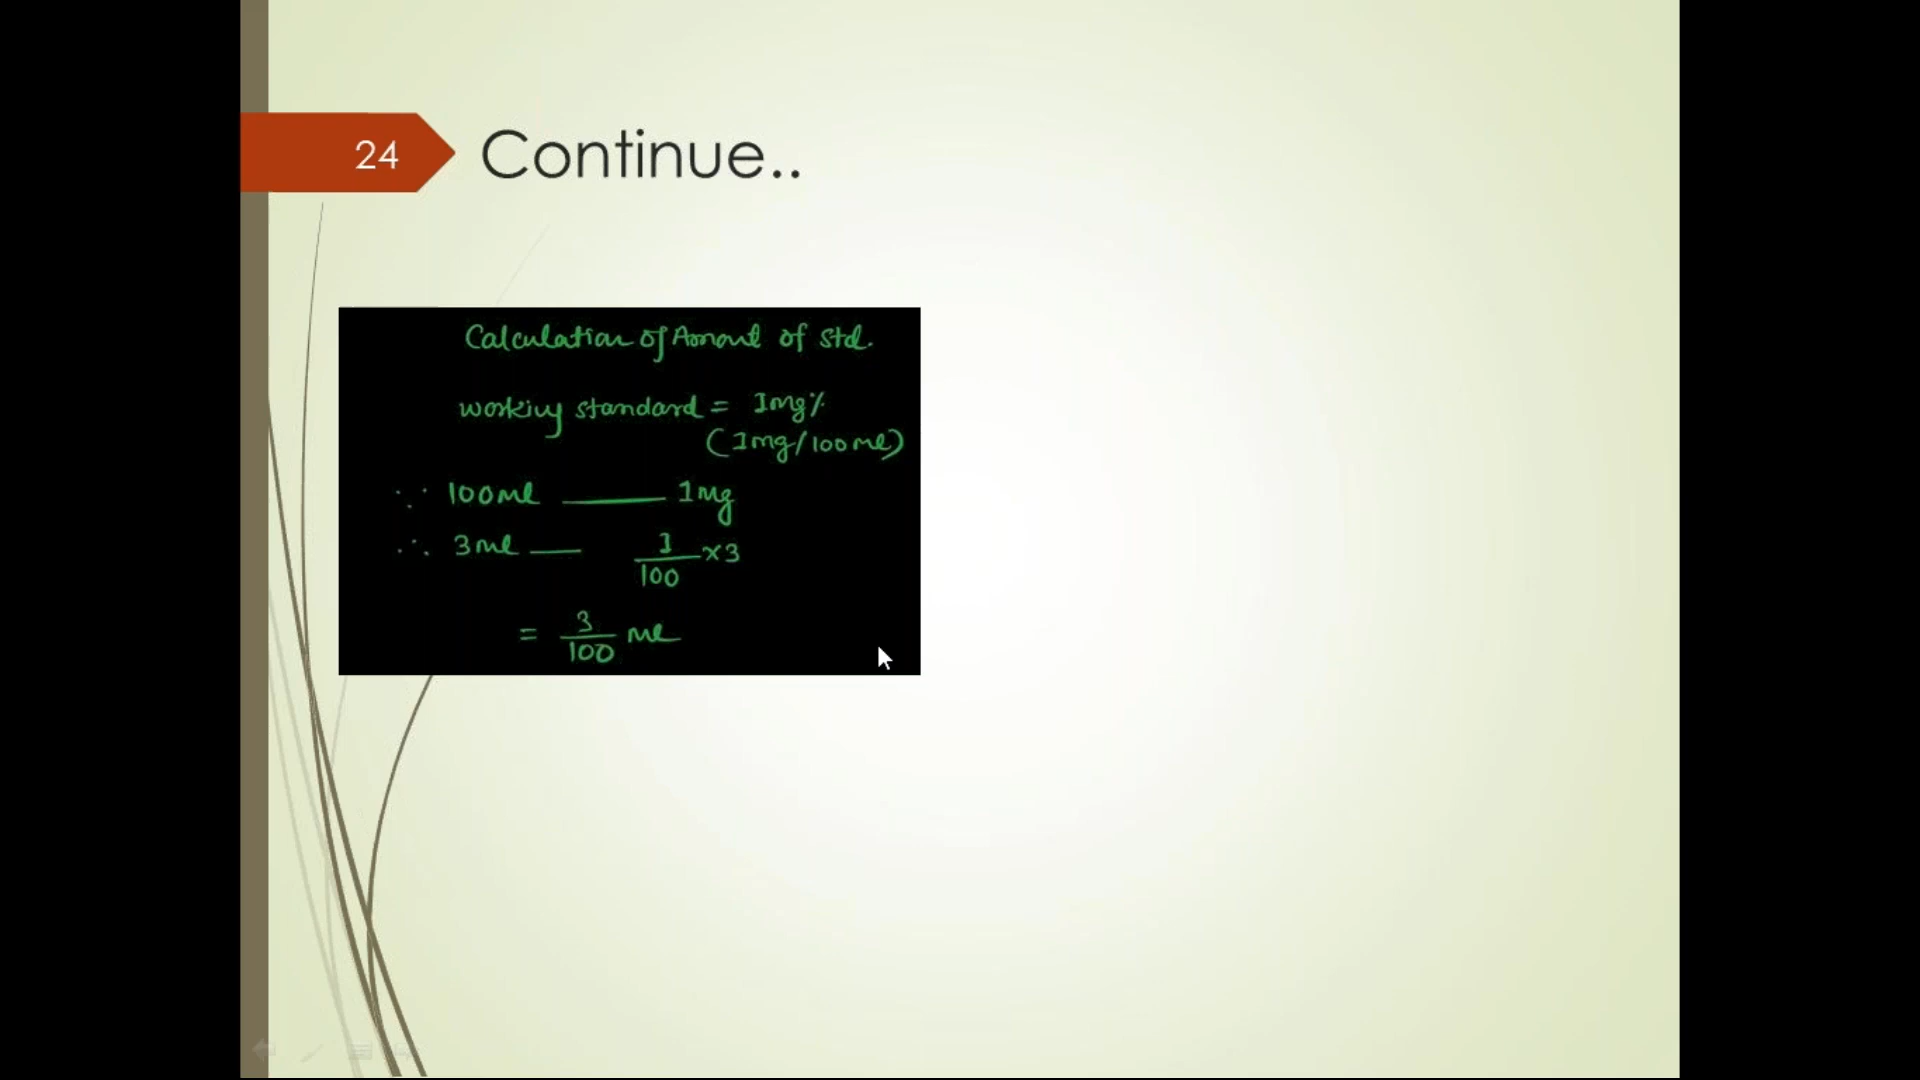 24
Continue..
Calculation of Amount of std.
working standard = 1mg%
(1mg/100ml)
∵ 100ml —— 1mg
∴ 3ml — 1/100 ×3
= 3/100 ml